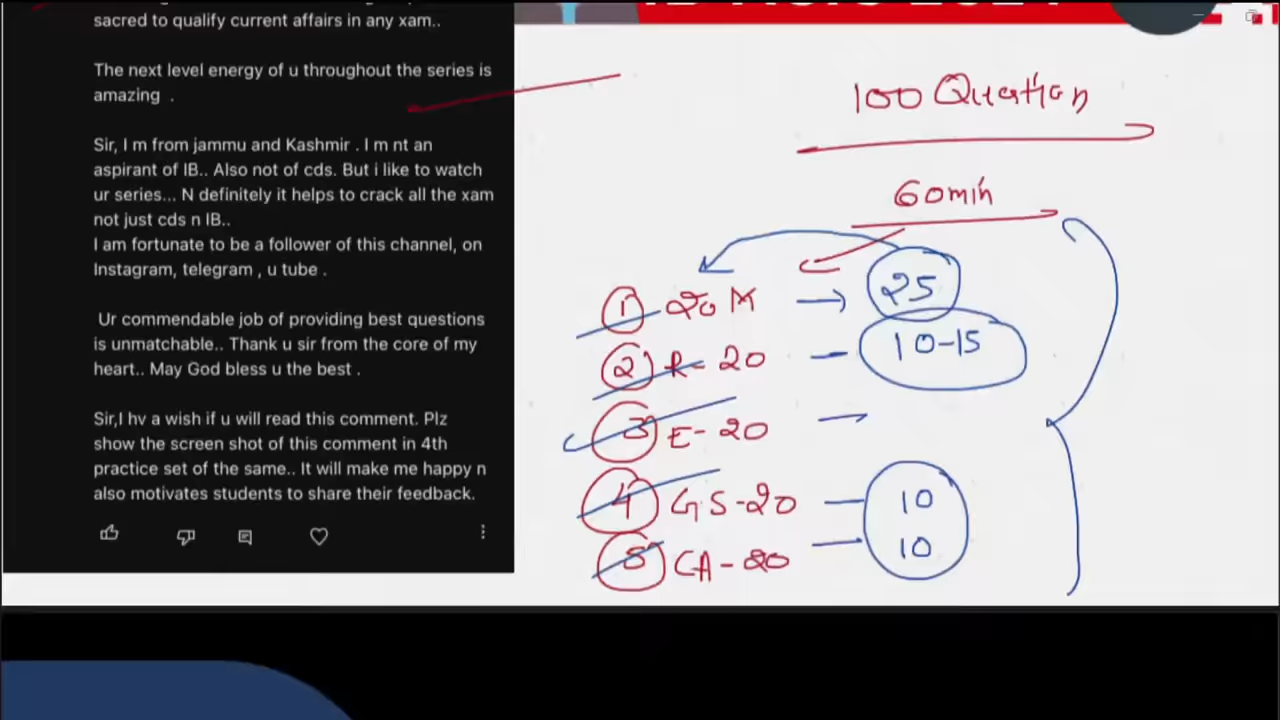 sacred to qualify current affairs in any xam..
The next level energy of u throughout the series is
amazing .
Sir, I m from jammu and Kashmir . I m nt an
aspirant of IB.. Also not of cds. But i like to watch
ur series... N definitely it helps to crack all the xam
not just cds n IB..
I am fortunate to be a follower of this channel, on
Instagram, telegram , u tube .
Ur commendable job of providing best questions
is unmatchable.. Thank u sir from the core of my
heart.. May God bless u the best .
Sir,I hv a wish if u will read this comment. Plz
show the screen shot of this comment in 4th
practice set of the same.. It will make me happy n
also motivates students to share their feedback.
100 Question
60min
1 20 M → 25
2 R-20 - 10-15
3 E-20 →
4 GS-20 - 10
5 CA-20 - 10